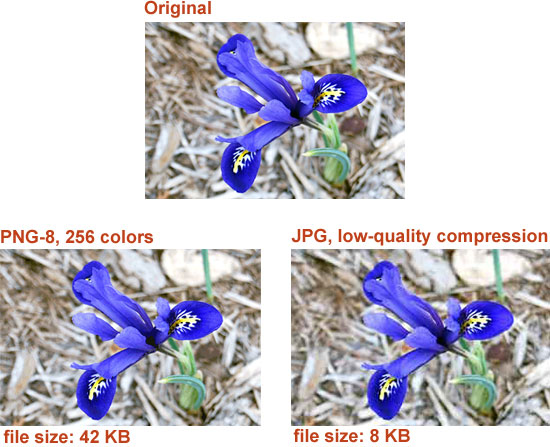 Original
PNG-8, 256 colors
JPG, low-quality compression
file size: 42 KB
file size: 8 KB